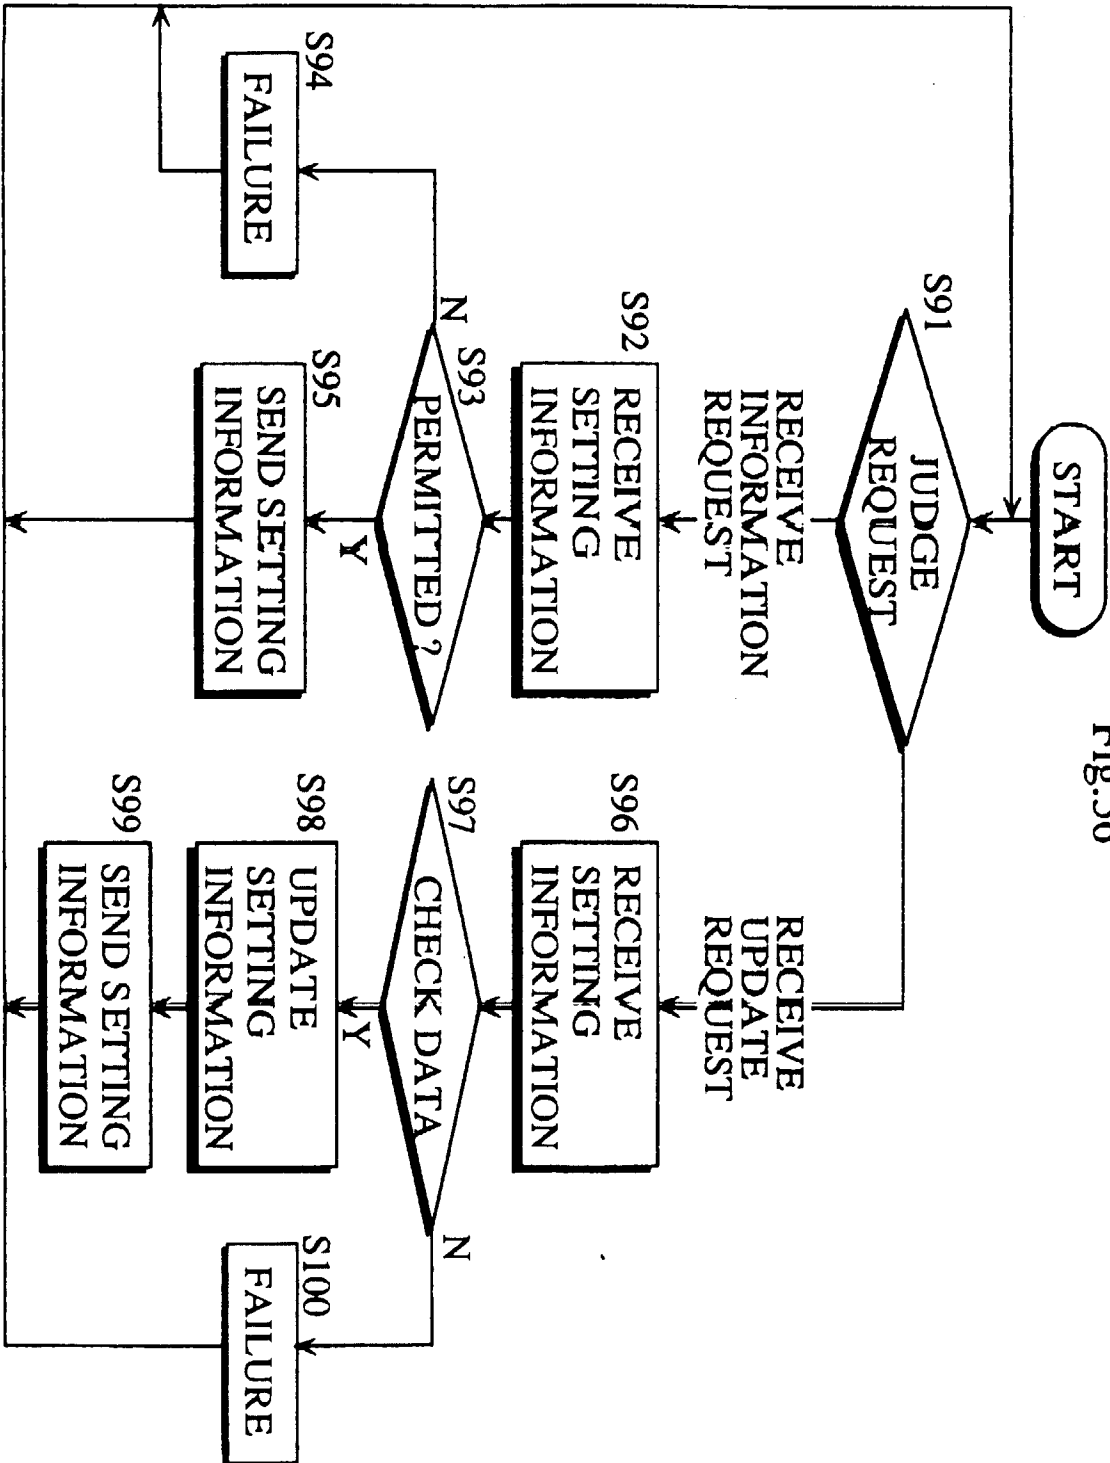 START
S91
JUDGE
REQUEST
RECEIVE
INFORMATION
REQUEST
S92
RECEIVE
SETTING
INFORMATION
S93
PERMITTED ?
N
Y
S94
FAILURE
S95
SEND SETTING
INFORMATION
RECEIVE
UPDATE
REQUEST
S96
RECEIVE
SETTING
INFORMATION
S97
CHECK DATA
Y
N
S98
UPDATE
SETTING
INFORMATION
S99
SEND SETTING
INFORMATION
S100
FAILURE